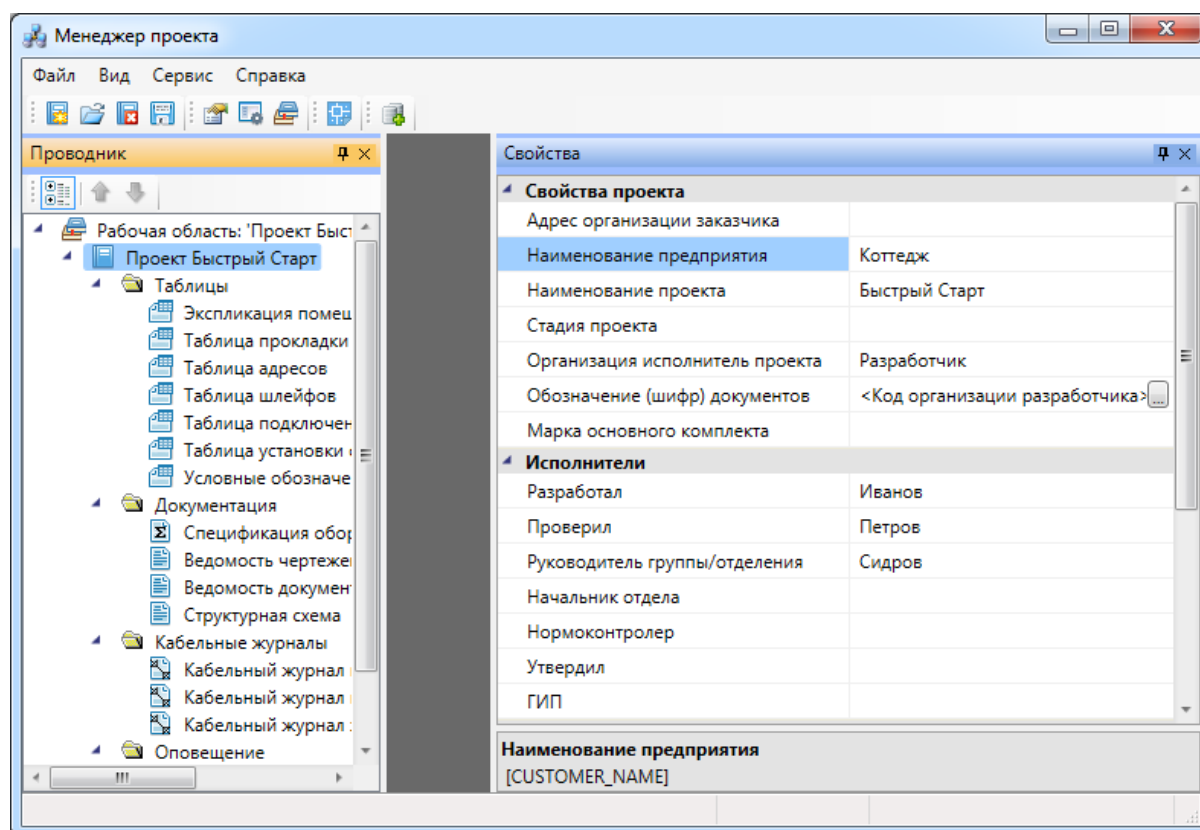 Менеджер проекта
Файл Вид Сервис Справка
Проводник
Рабочая область: 'Проект Быст
Проект Быстрый Старт
Таблицы
Экспликация помещ
Таблица прокладки
Таблица адресов
Таблица шлейфов
Таблица подключен
Таблица установки
Условные обозначе
Документация
Спецификация обор
Ведомость чертеже
Ведомость докумен
Структурная схема
Кабельные журналы
Кабельный журнал
Кабельный журнал
Кабельный журнал
Оповещение
Свойства
Свойства проекта
Адрес организации заказчика
Наименование предприятия Коттедж
Наименование проекта Быстрый Старт
Стадия проекта
Организация исполнитель проекта Разработчик
Обозначение (шифр) документов <Код организации разработчика> ...
Марка основного комплекта
Исполнители
Разработал Иванов
Проверил Петров
Руководитель группы/отделения Сидров
Начальник отдела
Нормоконтролер
Утвердил
ГИП
Наименование предприятия
[CUSTOMER_NAME]